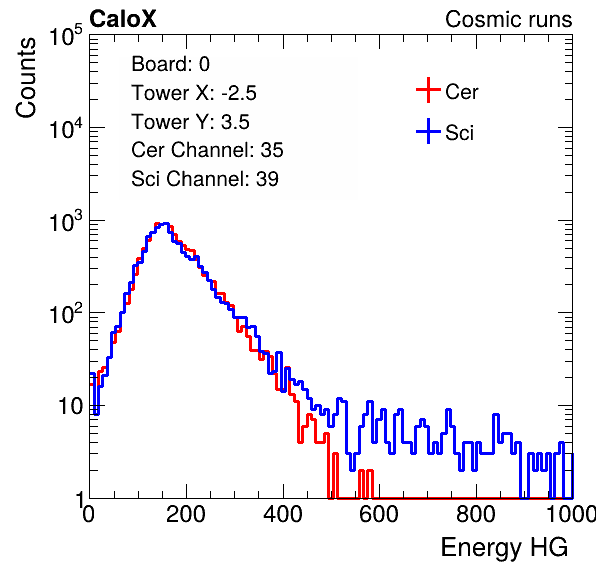 CaloX Cosmic runs
Counts
10^5
10^4
10^3
10^2
10
1
Board: 0
Tower X: -2.5
Tower Y: 3.5
Cer Channel: 35
Sci Channel: 39
Cer
Sci
0 200 400 600 800 1000
Energy HG